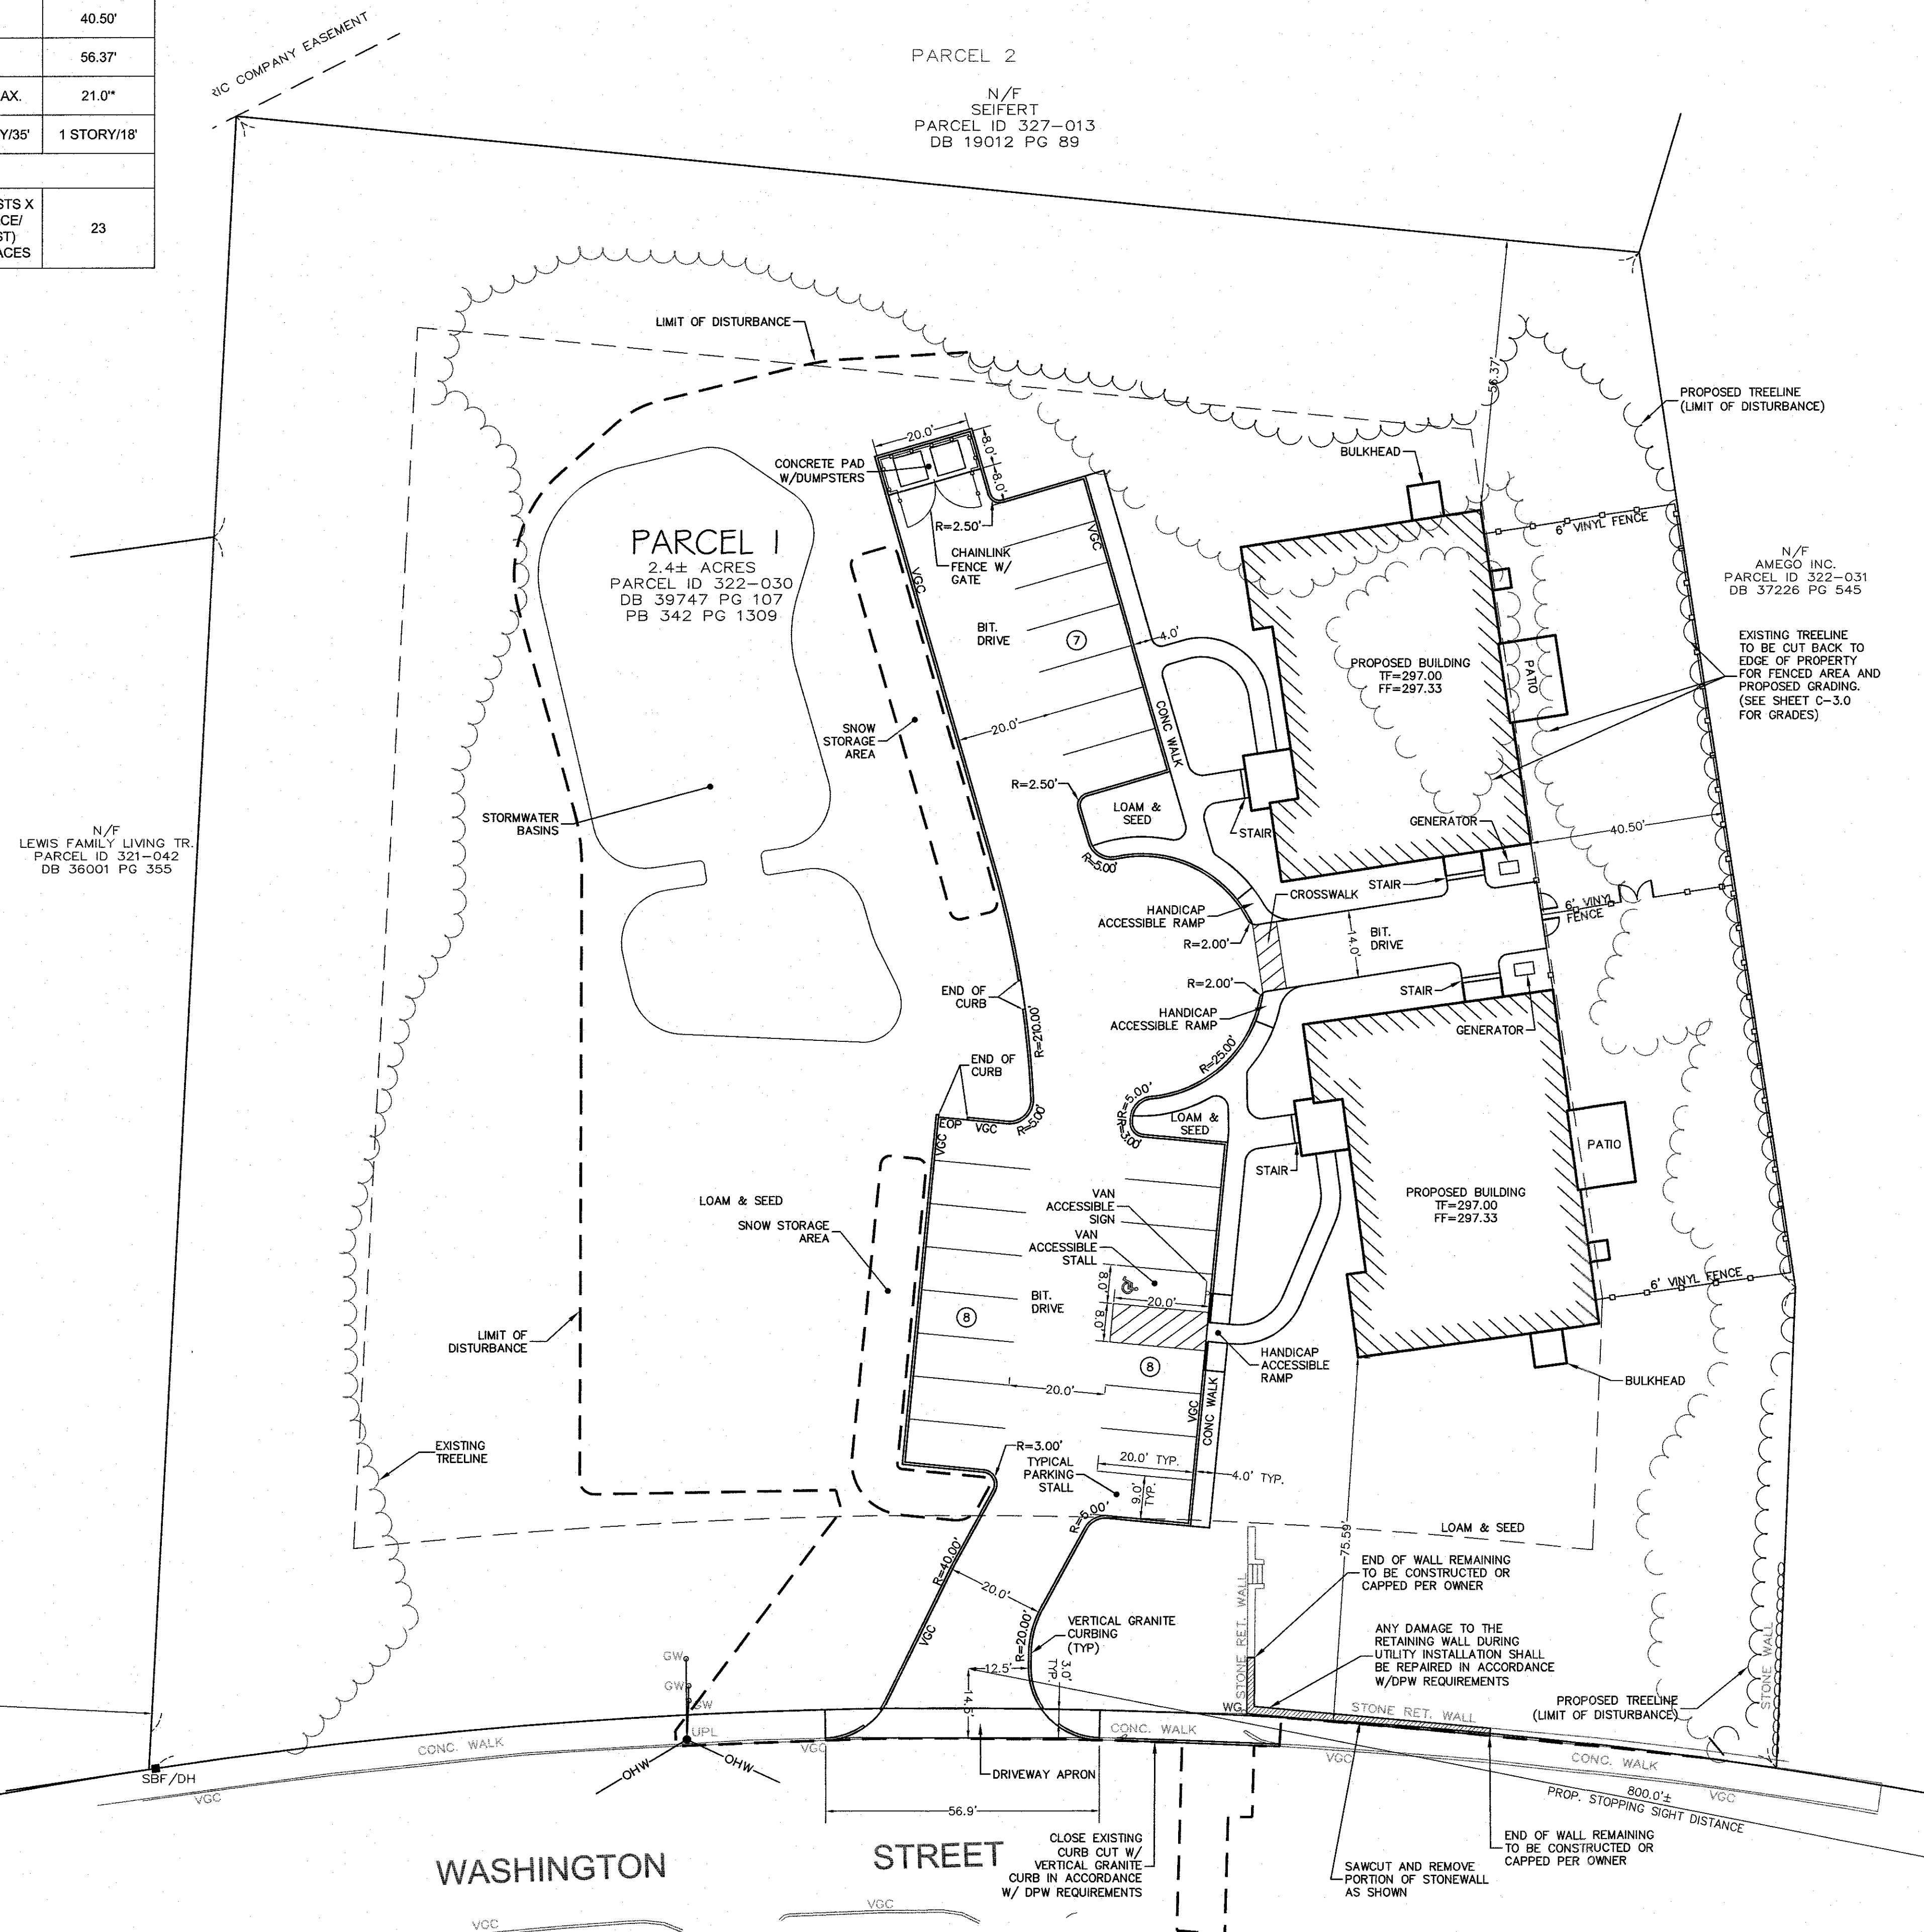 40.50'
56.37'
AX.
21.0'*
Y/35'
1 STORY/18'
STS X
CE/
ST)
ACES
23
RIC COMPANY EASEMENT
PARCEL 2
N/F
SEIFERT
PARCEL ID 327-013
DB 19012 PG 89
LIMIT OF DISTURBANCE
56.37'
PROPOSED TREELINE
(LIMIT OF DISTURBANCE)
20.0'
8.0'
8.0'
CONCRETE PAD
W/DUMPSTERS
BULKHEAD
R=2.50'
VGC
6' VINYL FENCE
PARCEL 1
2.4± ACRES
PARCEL ID 322-030
DB 39747 PG 107
PB 342 PG 1309
CHAINLINK
FENCE W/
GATE
VGC
N/F
AMEGO INC.
PARCEL ID 322-031
DB 37226 PG 545
BIT.
DRIVE
7
4.0'
PROPOSED BUILDING
TF=297.00
FF=297.33
PATIO
EXISTING TREELINE
TO BE CUT BACK TO
EDGE OF PROPERTY
FOR FENCED AREA AND
PROPOSED GRADING.
(SEE SHEET C-3.0
FOR GRADES)
SNOW
STORAGE
AREA
20.0'
CONC WALK
R=2.50'
LOAM &
SEED
STAIR
GENERATOR
40.50'
STORMWATER
BASINS
N/F
LEWIS FAMILY LIVING TR.
PARCEL ID 321-042
DB 36001 PG 355
R=5.00'
STAIR
CROSSWALK
HANDICAP
ACCESSIBLE RAMP
R=2.00'
14.0'
BIT.
DRIVE
6' VINYL
FENCE
END OF
CURB
R=210.00'
R=2.00'
STAIR
HANDICAP
ACCESSIBLE RAMP
GENERATOR
END OF
CURB
R=25.00'
R=5.00'
R=3.00'
EOP
VGC
R=5.00'
VGC
LOAM &
SEED
STAIR
PATIO
LOAM & SEED
SNOW STORAGE
AREA
VAN
ACCESSIBLE
SIGN
VAN
ACCESSIBLE
STALL
PROPOSED BUILDING
TF=297.00
FF=297.33
8.0'
20.0'
8.0'
BIT.
DRIVE
8
8
6' VINYL FENCE
LIMIT OF
DISTURBANCE
HANDICAP
ACCESSIBLE
RAMP
BULKHEAD
20.0'
VGC
CONC WALK
EXISTING
TREELINE
R=3.00'
TYPICAL
PARKING
STALL
20.0' TYP.
4.0' TYP.
9.0'
TYP.
R=5.00'
75.59'
LOAM & SEED
R=40.00'
20.0'
END OF WALL REMAINING
TO BE CONSTRUCTED OR
CAPPED PER OWNER
STONE RET. WALL
VGC
R=20.00'
VERTICAL GRANITE
CURBING
(TYP)
ANY DAMAGE TO THE
RETAINING WALL DURING
UTILITY INSTALLATION SHALL
BE REPAIRED IN ACCORDANCE
W/DPW REQUIREMENTS
STONE WALL
GW
GW
GW
12.5'
3.0'
TYP.
14.5'
WG
STONE RET. WALL
PROPOSED TREELINE
(LIMIT OF DISTURBANCE)
UPL
CONC. WALK
VGC
CONC. WALK
VGC
CONC. WALK
OHW
OHW
SBF/DH
VGC
DRIVEWAY APRON
56.9'
800.0'±
PROP. STOPPING SIGHT DISTANCE
VGC
WASHINGTON STREET
CLOSE EXISTING
CURB CUT W/
VERTICAL GRANITE
CURB IN ACCORDANCE
W/ DPW REQUIREMENTS
SAWCUT AND REMOVE
PORTION OF STONEWALL
AS SHOWN
END OF WALL REMAINING
TO BE CONSTRUCTED OR
CAPPED PER OWNER
VGC
VGC